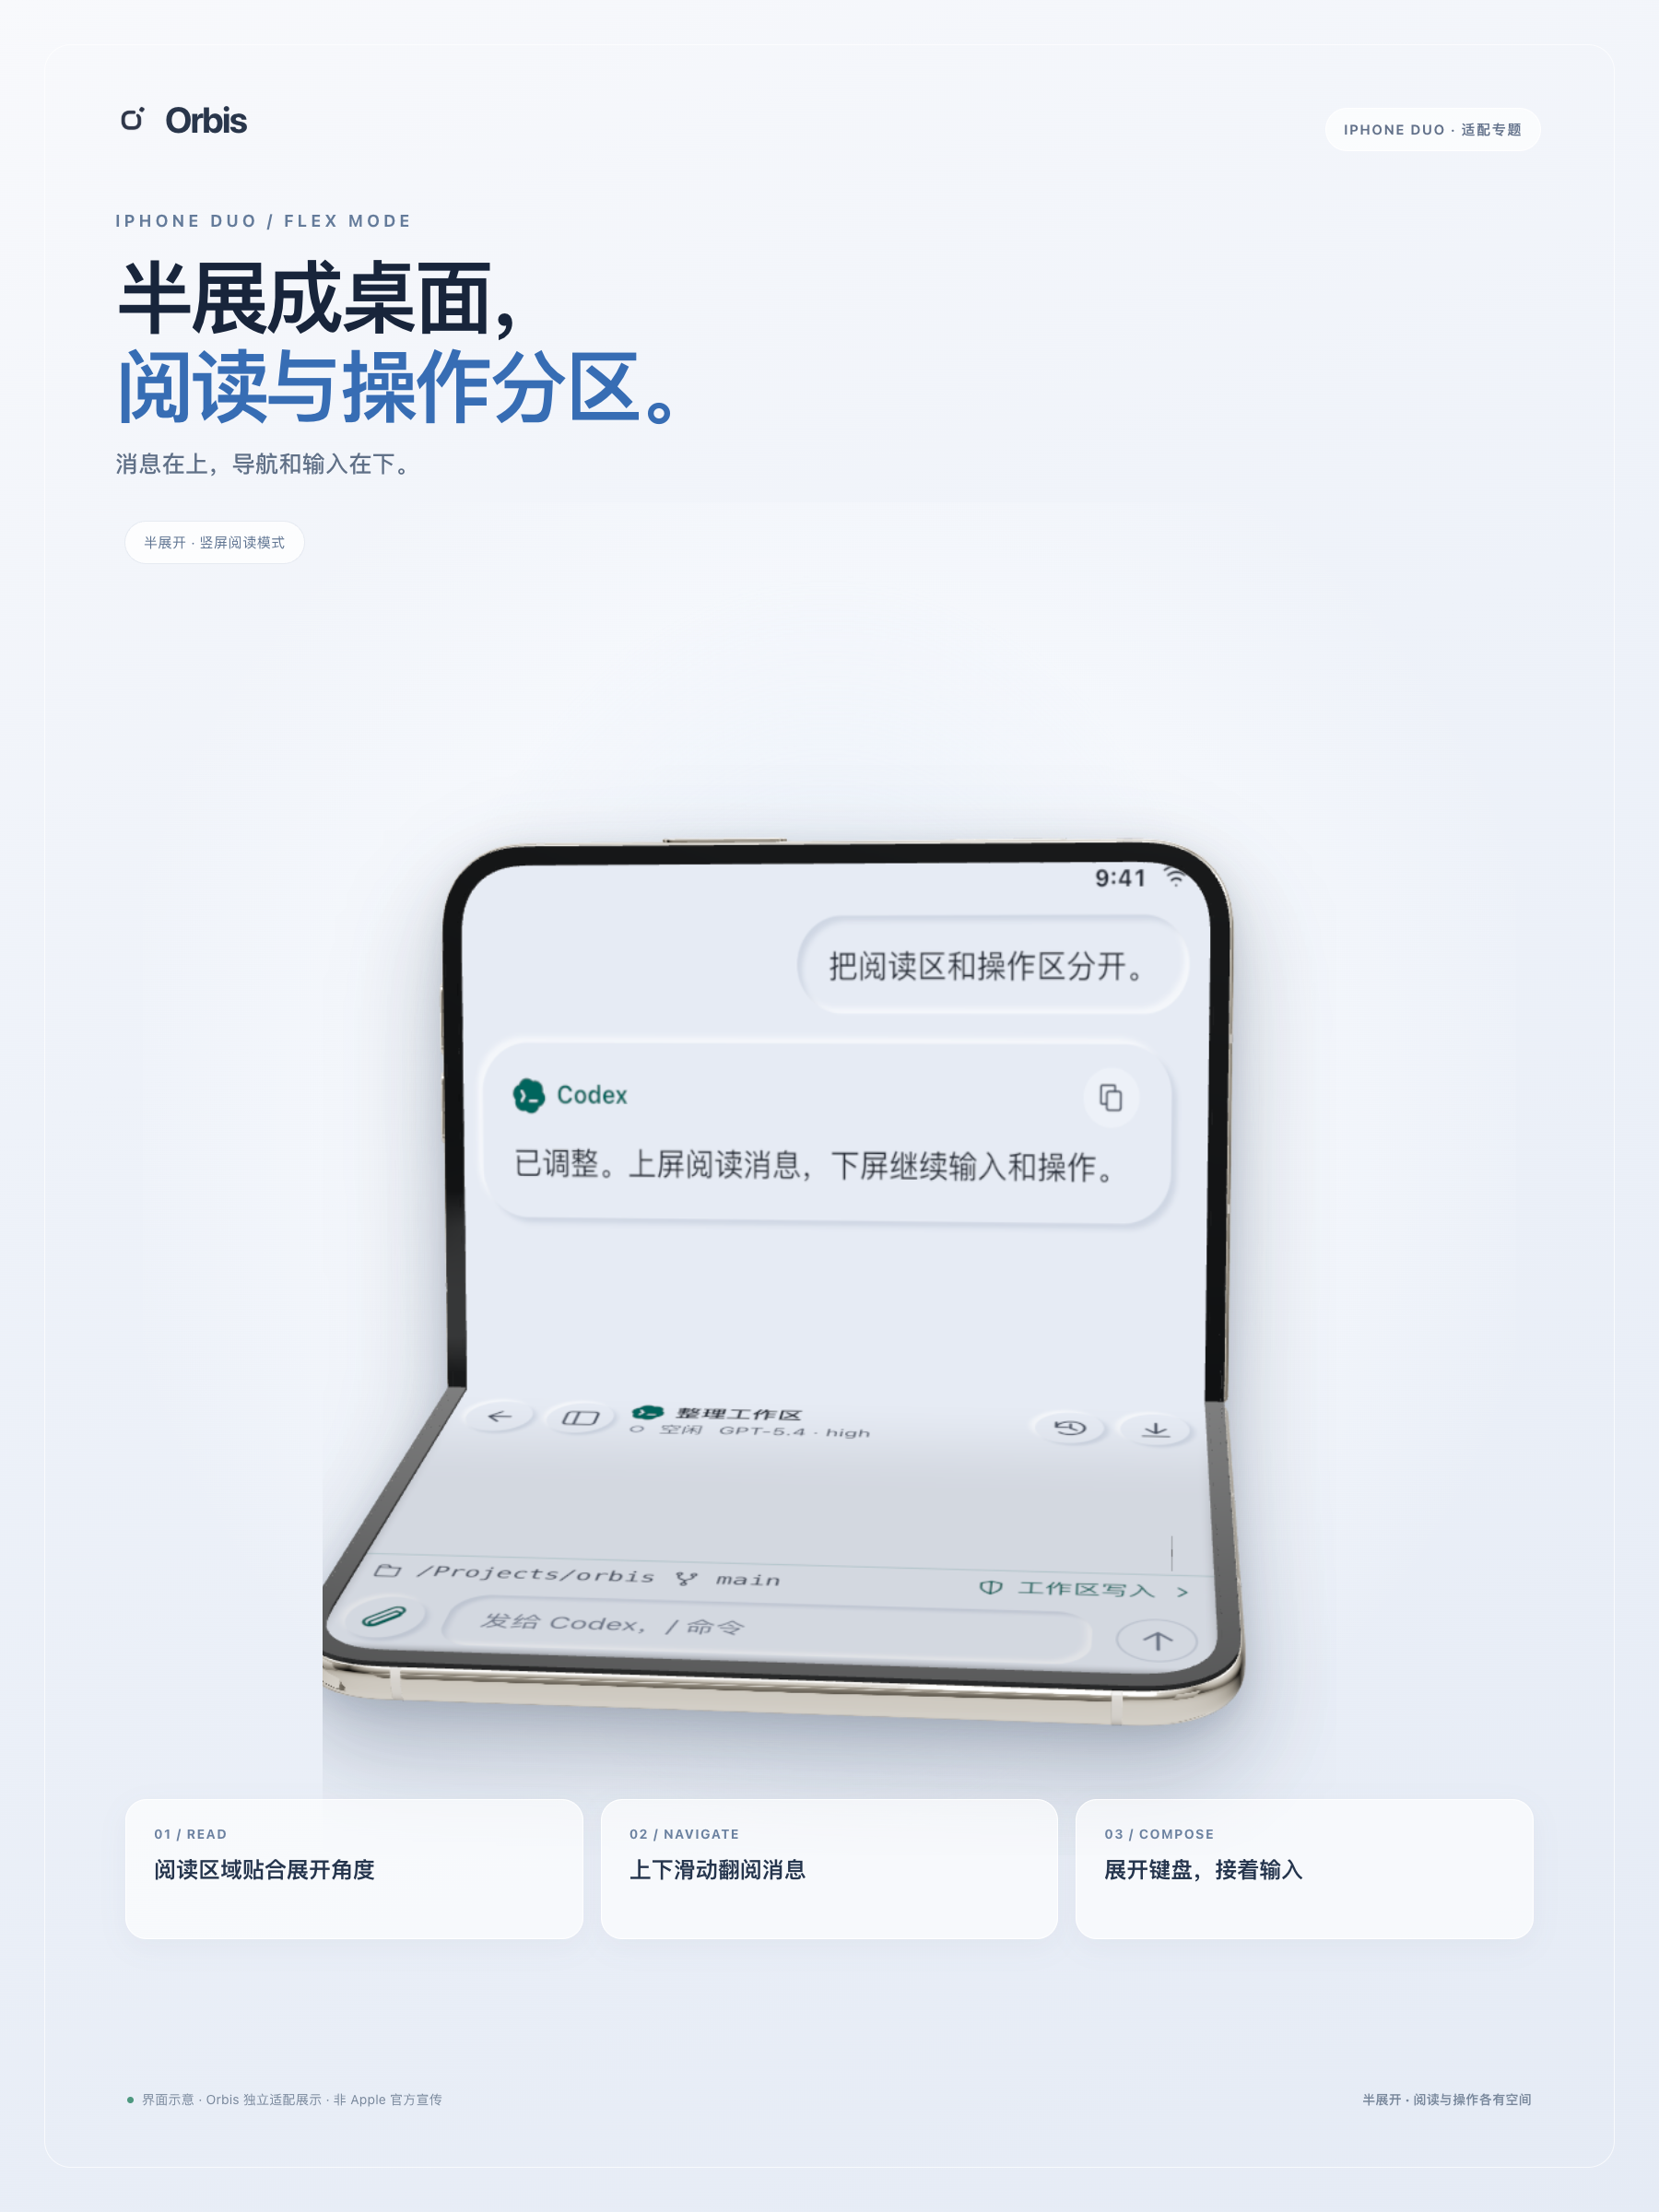 Orbis
IPHONE DUO · 适配专题
IPHONE DUO / FLEX MODE
半展成桌面，
阅读与操作分区。
消息在上，导航和输入在下。
半展开 · 竖屏阅读模式
9:41
把阅读区和操作区分开。
Codex
已调整。上屏阅读消息，下屏继续输入和操作。
整理工作区
空闲 GPT-5.4 · high
/Projects/orbis main
工作区写入 >
发给 Codex，/ 命令
01 / READ
阅读区域贴合展开角度
02 / NAVIGATE
上下滑动翻阅消息
03 / COMPOSE
展开键盘，接着输入
界面示意 · Orbis 独立适配展示 · 非 Apple 官方宣传
半展开 · 阅读与操作各有空间